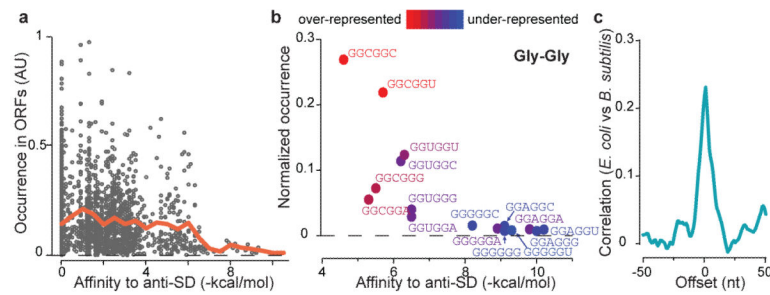 a
Occurrence in ORFs (AU)
1
0.5
0
0 4 8
Affinity to anti-SD (-kcal/mol)
b
over-represented under-represented
Gly-Gly
Normalized occurrence
0.3
0.2
0.1
0
GGCGGC
GGCGGU
GGUGGU
GGUGGC
GGCGGG
GGCGGA
GGUGGG
GGUGGA
GGGGGC
GGAGGC
GGAGGA
GGAGGU
GGGGGA
GGAGGG
GGGGGG
GGGGGU
4 6 8 10
Affinity to anti-SD (-kcal/mol)
c
Correlation (E. coli vs B. subtilis)
0.3
0.2
0.1
0.0
-50 -25 0 25 50
Offset (nt)